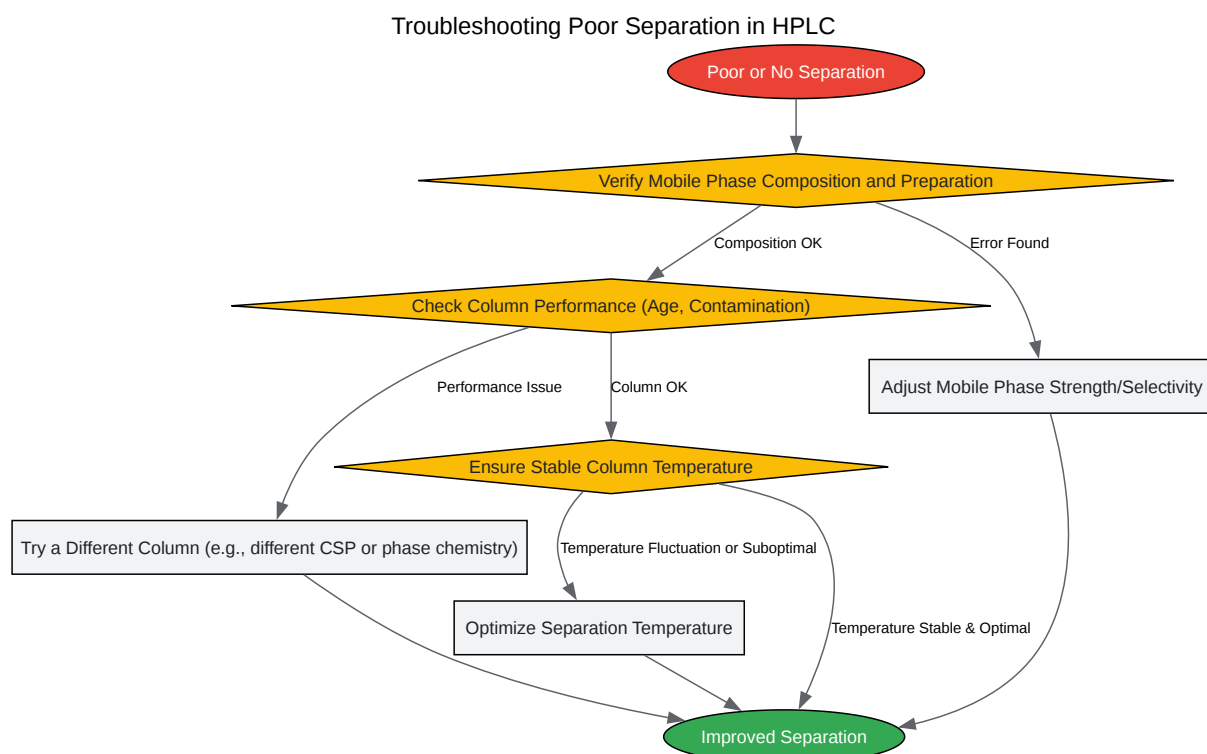 Troubleshooting Poor Separation in HPLC
Poor or No Separation
Verify Mobile Phase Composition and Preparation
Composition OK
Error Found
Check Column Performance (Age, Contamination)
Performance Issue
Column OK
Adjust Mobile Phase Strength/Selectivity
Ensure Stable Column Temperature
Try a Different Column (e.g., different CSP or phase chemistry)
Temperature Fluctuation or Suboptimal
Optimize Separation Temperature
Temperature Stable & Optimal
Improved Separation